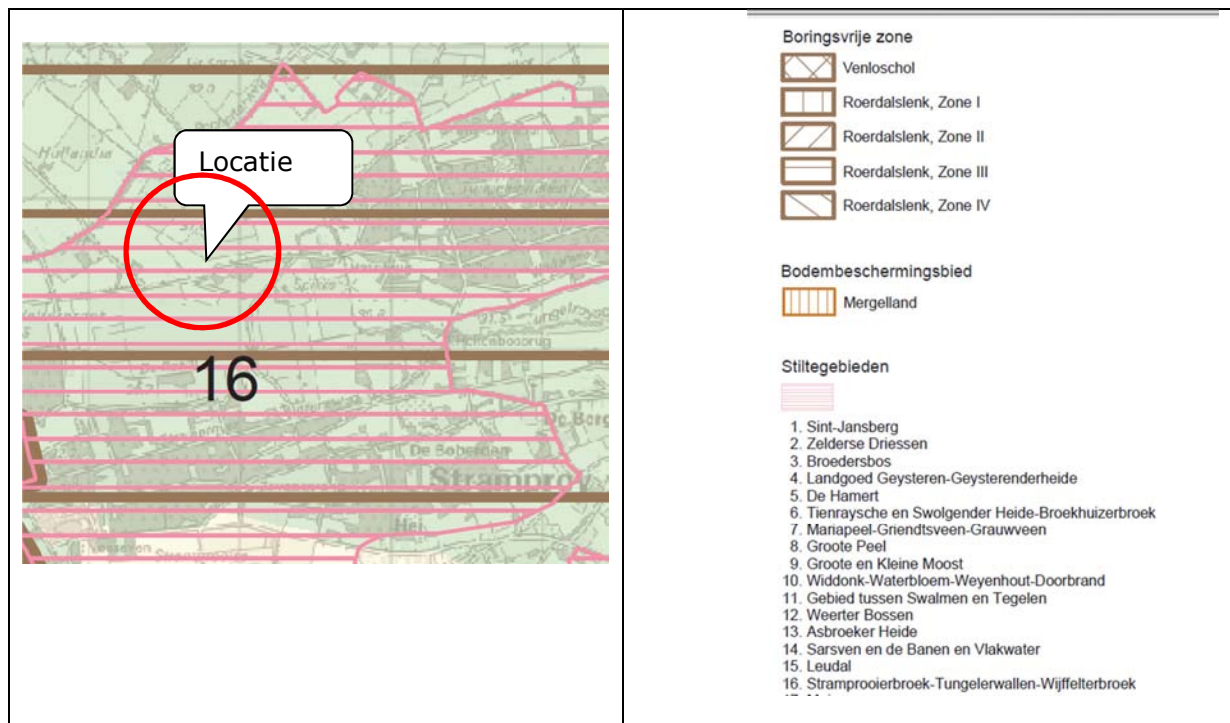 Locatie
Hollandia
16
Stramproy
Hei
Boringsvrije zone
Venloschol
Roerdalslenk, Zone I
Roerdalslenk, Zone II
Roerdalslenk, Zone III
Roerdalslenk, Zone IV
Bodembeschermingsbied
Mergelland
Stiltegebieden
1. Sint-Jansberg
2. Zelderse Driessen
3. Broedersbos
4. Landgoed Geysteren-Geysterenderheide
5. De Hamert
6. Tienraysche en Swolgender Heide-Broekhuizerbroek
7. Mariapeel-Griendtsveen-Grauwveen
8. Groote Peel
9. Groote en Kleine Moost
10. Widdonk-Waterbloem-Weyenhout-Doorbrand
11. Gebied tussen Swalmen en Tegelen
12. Weerter Bossen
13. Asbroeker Heide
14. Sarsven en de Banen en Vlakwater
15. Leudal
16. Stramprooierbroek-Tungelerwallen-Wijffelterbroek